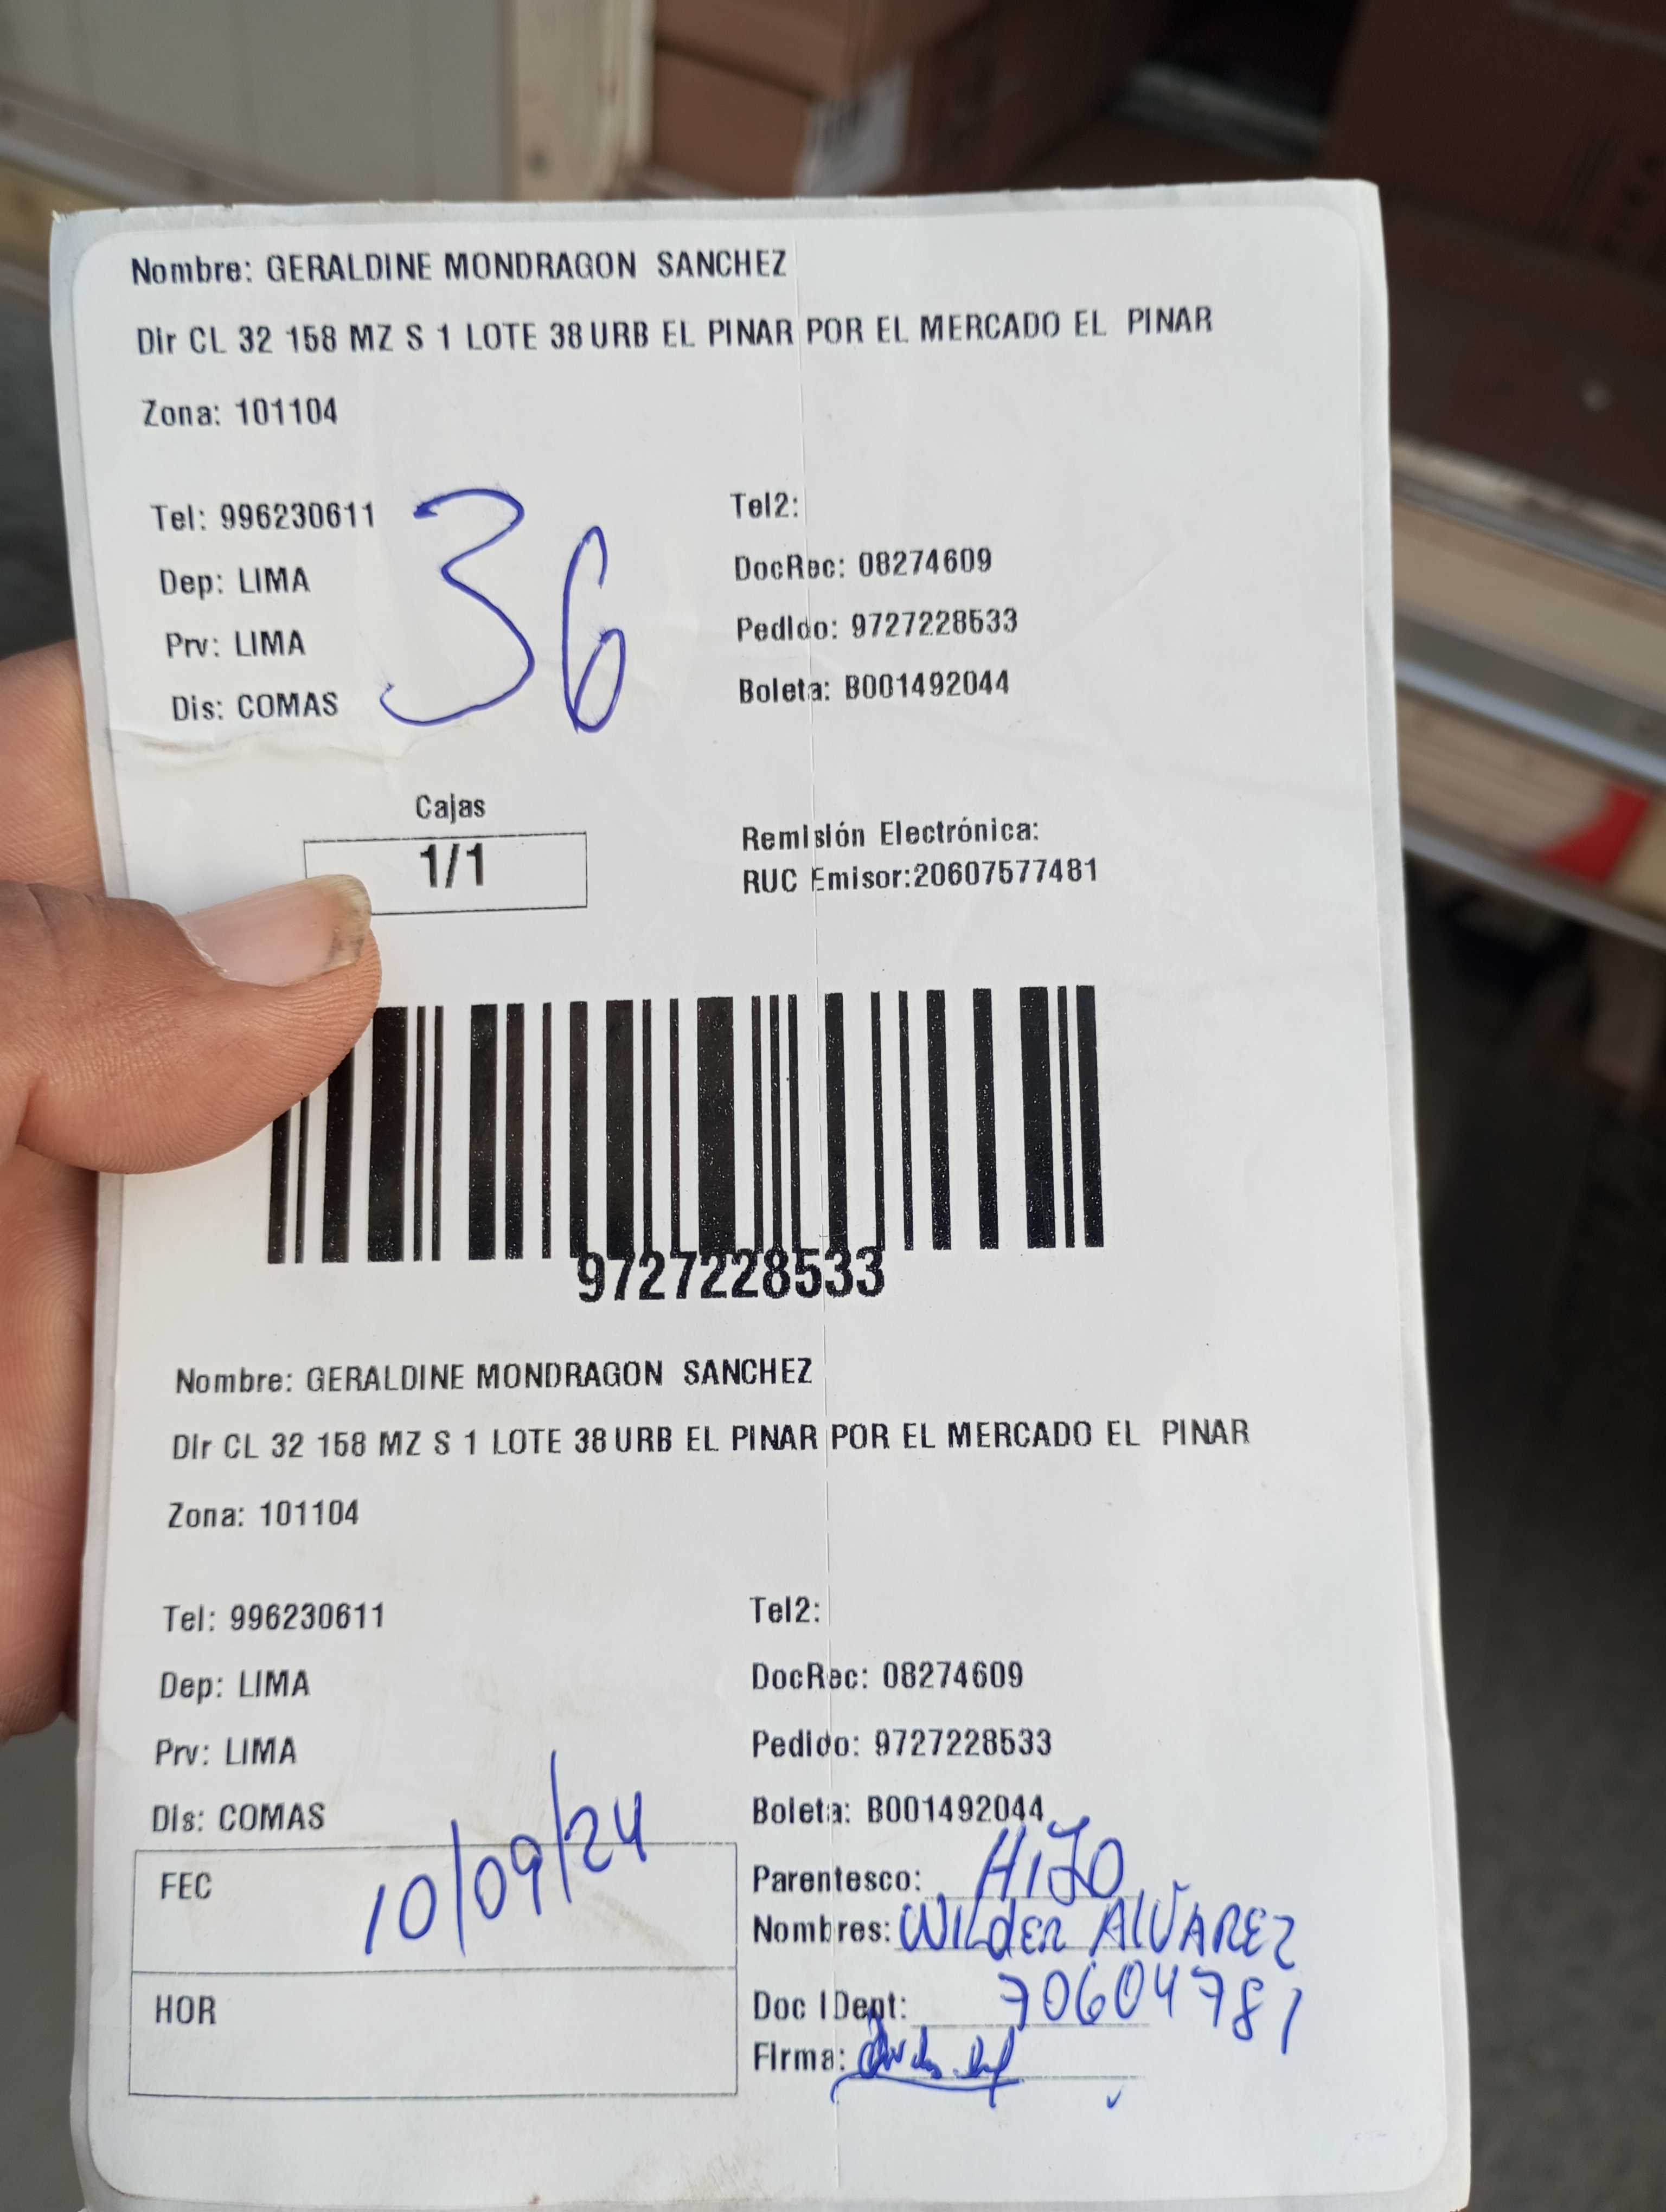 Nombre: GERALDINE MONDRAGON SANCHEZ
Dir CL 32 158 MZ S 1 LOTE 38 URB EL PINAR POR EL MERCADO EL PINAR
Zona: 101104
Tel: 996230611
Tel2:
36
Dep: LIMA
DocRec: 08274609
Prv: LIMA
Pedido: 9727228533
Dis: COMAS
Boleta: B001492044
Cajas
1/1
Remisión Electrónica:
RUC Emisor:20607577481
9727228533
Nombre: GERALDINE MONDRAGON SANCHEZ
Dir CL 32 158 MZ S 1 LOTE 38 URB EL PINAR POR EL MERCADO EL PINAR
Zona: 101104
Tel: 996230611
Tel2:
Dep: LIMA
DocRec: 08274609
Prv: LIMA
Pedido: 9727228533
Dis: COMAS
Boleta: B001492044
FEC 10/09/24
Parentesco: HIJO
Nombres: WILDER ALVAREZ
HOR
Doc IDent: 70604781
Firma: